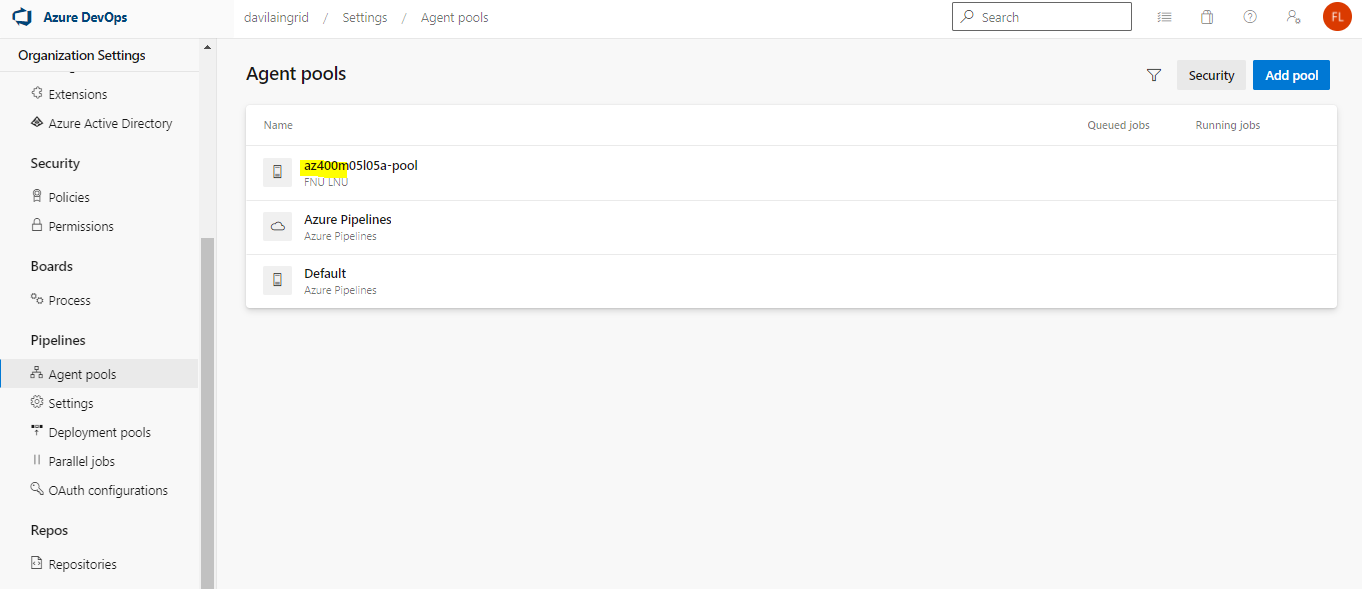 Azure DevOps
davilaingrid / Settings / Agent pools
Search
FL
Organization Settings
Extensions
Azure Active Directory
Security
Policies
Permissions
Boards
Process
Pipelines
Agent pools
Settings
Deployment pools
Parallel jobs
OAuth configurations
Repos
Repositories
Agent pools
Security
Add pool
Name Queued jobs Running jobs
az400m05l05a-pool
FNU LNU
Azure Pipelines
Azure Pipelines
Default
Azure Pipelines